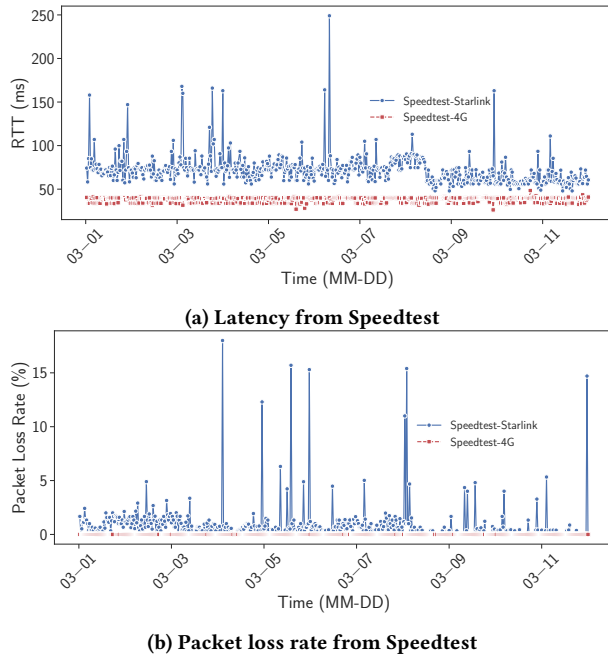 250
200
150
100
50
RTT (ms)
Speedtest-Starlink
Speedtest-4G
03−01
03−03
03−05
03−07
03−09
03−11
Time (MM-DD)
(a) Latency from Speedtest
15
10
5
0
Packet Loss Rate (%)
Speedtest-Starlink
Speedtest-4G
03−01
03−03
03−05
03−07
03−09
03−11
Time (MM-DD)
(b) Packet loss rate from Speedtest